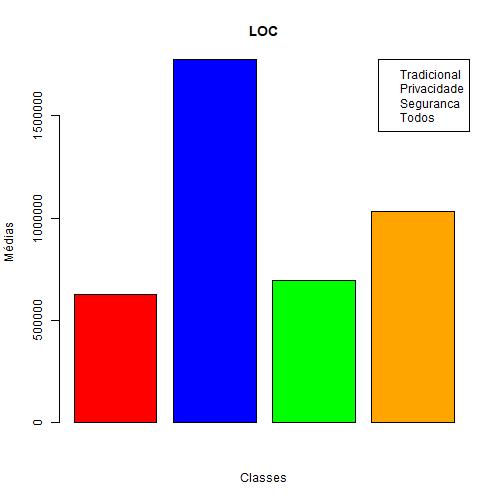 LOC
Tradicional
Privacidade
Seguranca
Todos
1500000
1000000
500000
0
Médias
Classes